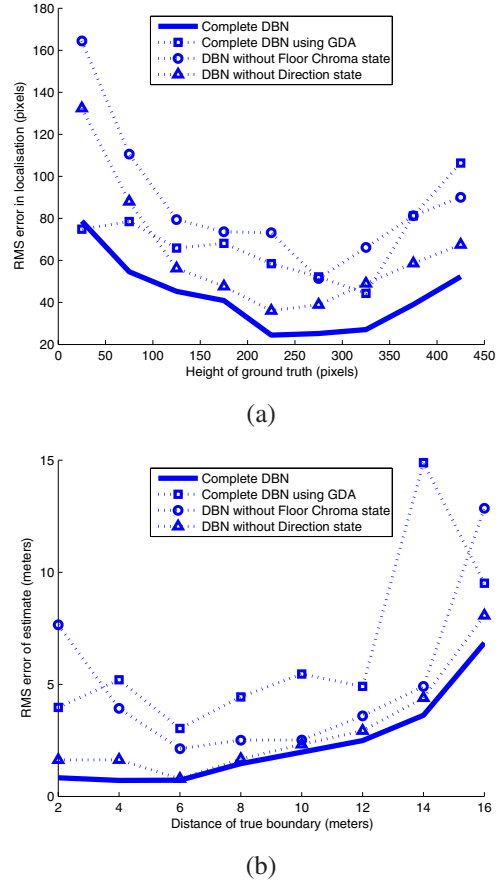 180
160
140
120
100
80
60
40
20
RMS error in localisation (pixels)
Complete DBN
Complete DBN using GDA
DBN without Floor Chroma state
DBN without Direction state
0 50 100 150 200 250 300 350 400 450
Height of ground truth (pixels)
(a)
15
10
5
0
RMS error of estimate (meters)
Complete DBN
Complete DBN using GDA
DBN without Floor Chroma state
DBN without Direction state
2 4 6 8 10 12 14 16
Distance of true boundary (meters)
(b)